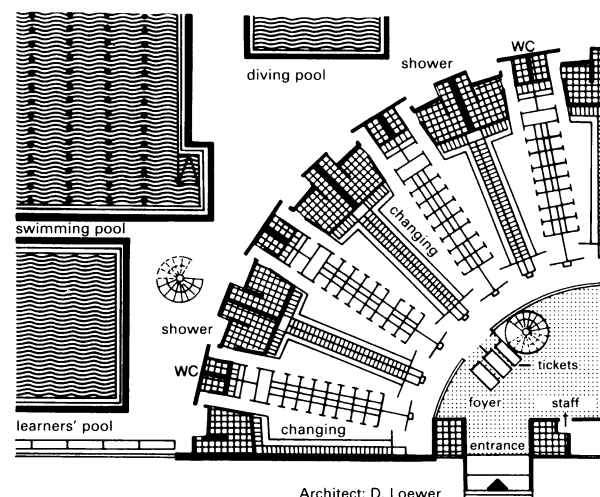 WC
shower
diving pool
changing
swimming pool
shower
WC
tickets
foyer
staff
learners' pool
changing
entrance
Architect: D. Loewer